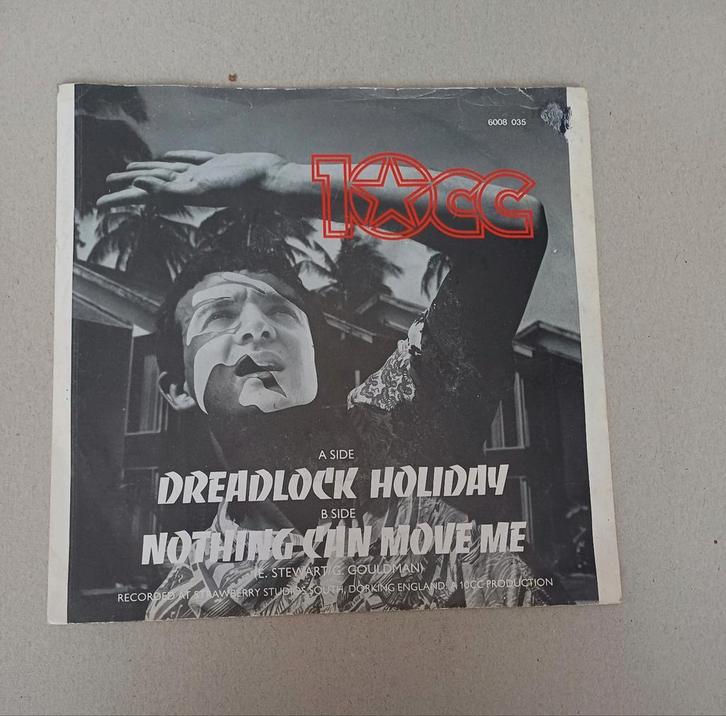 6008 035
10cc
A SIDE
DREADLOCK HOLIDAY
B SIDE
NOTHING CAN MOVE ME
(E. STEWART/G. GOULDMAN)
RECORDED AT STRAWBERRY STUDIOS SOUTH, DORKING ENGLAND: A 10CC PRODUCTION